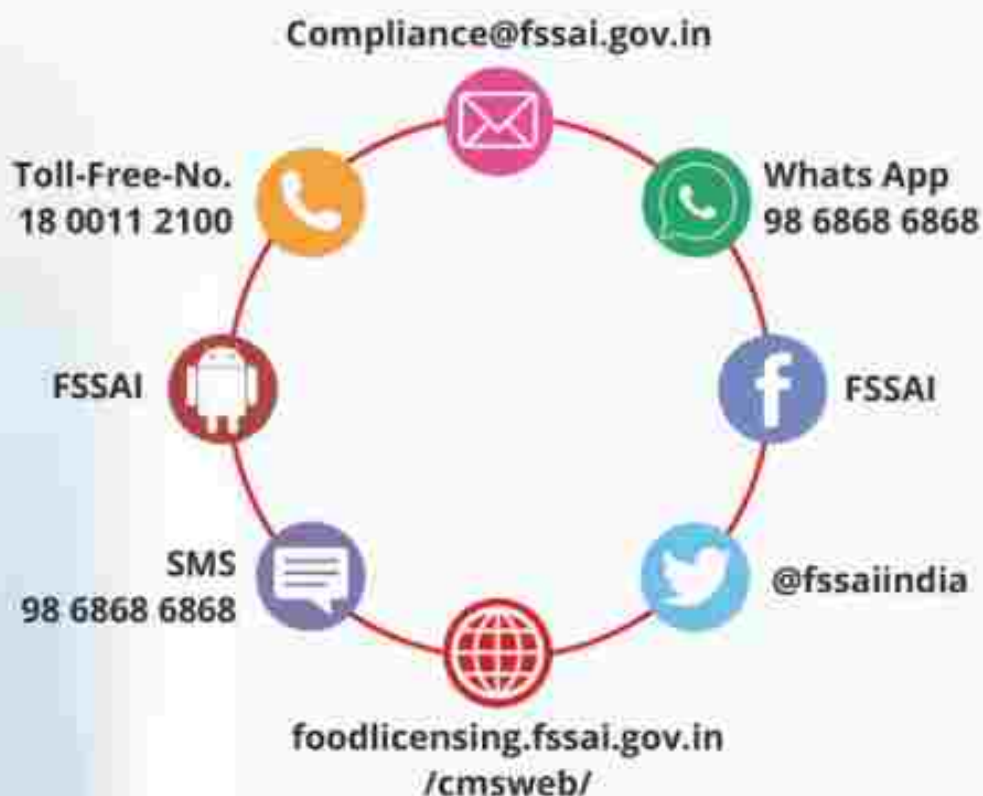 Compliance@fssai.gov.in
Toll-Free-No.
18 0011 2100
Whats App
98 6868 6868
FSSAI
FSSAI
SMS
98 6868 6868
@fssaiindia
foodlicensing.fssai.gov.in
/cmsweb/